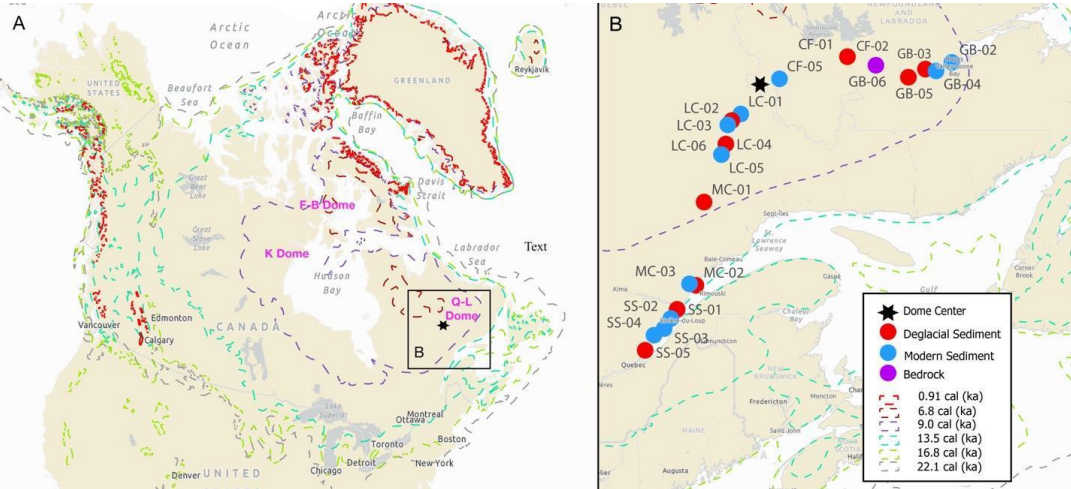 A
Arctic
Ocean
Arctic
Ocean
UNITED
STATES
Beaufort
Sea
GREENLAND
Reykjavík
Baffin
Bay
Davis
Strait
Great
Bear
Lake
Great
Slave
Lake
F-B Dome
K Dome
Hudson
Bay
Labrador
Sea
Text
Q-L
Dome
B
Vancouver
Edmonton
Calgary
CANADA
Lake
Superior
Montreal
Ottawa
Toronto
Boston
Detroit
New York
Chicago
Denver
UNITED
B
QUEBEC
NEWFOUNDLAND
AND
LABRADOR
CF-01
CF-02
CF-05
GB-03
GB-02
GB-06
GB-04
GB-05
LC-01
LC-02
LC-03
LC-04
LC-06
LC-05
MC-01
Sept-Îles
St.
Lawrence
Seaway
Baie-Comeau
MC-03
MC-02
Alma
Rimouski
Gaspé
Corner
Brook
Gulf
SS-02
SS-01
SS-04
SS-03
SS-05
Edmundston
Chaleur
Bay
Quebec
NEW
BRUNSWICK
Fredericton
Moncton
Saint John
MAINE
Augusta
Dome Center
Deglacial Sediment
Modern Sediment
Bedrock
0.91 cal (ka)
6.8 cal (ka)
9.0 cal (ka)
13.5 cal (ka)
16.8 cal (ka)
22.1 cal (ka)